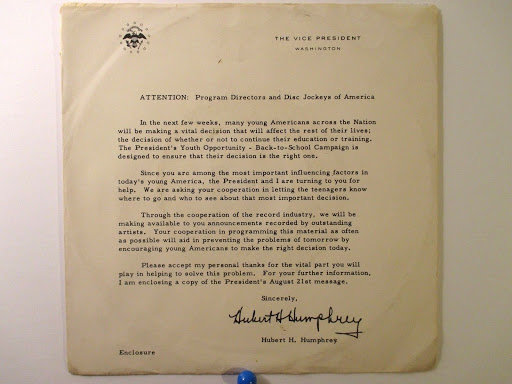 THE VICE PRESIDENT
WASHINGTON
ATTENTION: Program Directors and Disc Jockeys of America
In the next few weeks, many young Americans across the Nation
will be making a vital decision that will affect the rest of their lives;
the decision of whether or not to continue their education or training.
The President's Youth Opportunity - Back-to-School Campaign is
designed to ensure that their decision is the right one.
Since you are among the most important influencing factors in
today's young America, the President and I are turning to you for
help. We are asking your cooperation in letting the teenagers know
where to go and who to see about that most important decision.
Through the cooperation of the record industry, we will be
making available to you announcements recorded by outstanding
artists. Your cooperation in programming this material as often
as possible will aid in preventing the problems of tomorrow by
encouraging young Americans to make the right decision today.
Please accept my personal thanks for the vital part you will
play in helping to solve this problem. For your further information,
I am enclosing a copy of the President's August 21st message.
Sincerely,
Hubert H Humphrey
Hubert H. Humphrey
Enclosure